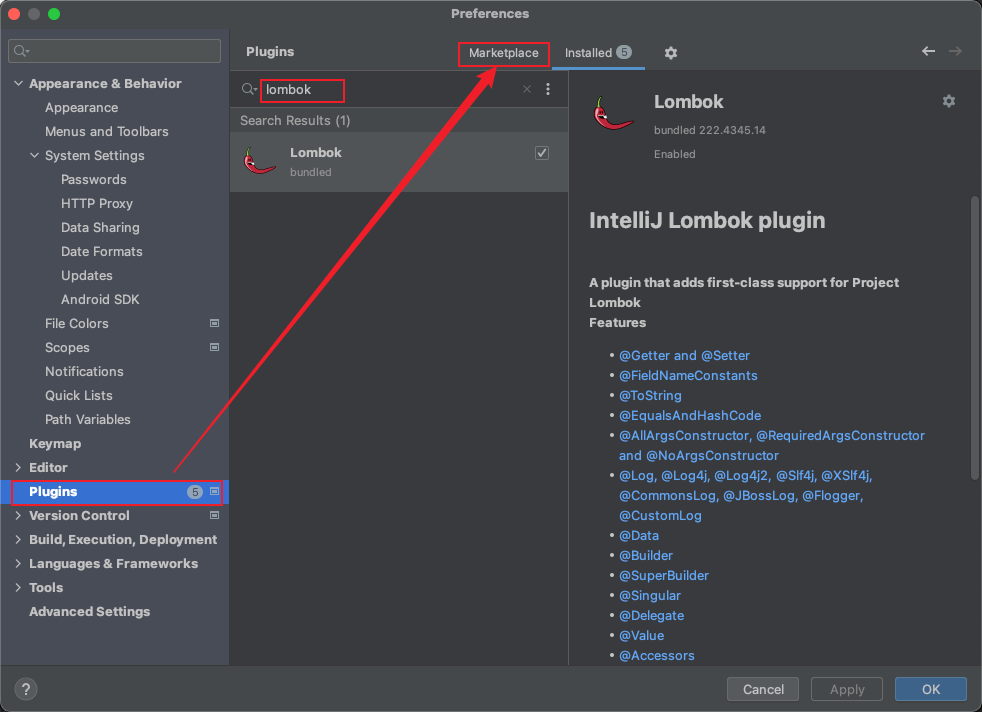 Preferences
Appearance & Behavior
Appearance
Menus and Toolbars
System Settings
Passwords
HTTP Proxy
Data Sharing
Date Formats
Updates
Android SDK
File Colors
Scopes
Notifications
Quick Lists
Path Variables
Keymap
Editor
Plugins 5
Version Control
Build, Execution, Deployment
Languages & Frameworks
Tools
Advanced Settings
Plugins
Marketplace
Installed 5
lombok
Search Results (1)
Lombok
bundled
Lombok
bundled 222.4345.14
Enabled
IntelliJ Lombok plugin
A plugin that adds first-class support for Project
Lombok
Features
• @Getter and @Setter
• @FieldNameConstants
• @ToString
• @EqualsAndHashCode
• @AllArgsConstructor, @RequiredArgsConstructor
and @NoArgsConstructor
• @Log, @Log4j, @Log4j2, @Slf4j, @XSlf4j,
@CommonsLog, @JBossLog, @Flogger,
@CustomLog
• @Data
• @Builder
• @SuperBuilder
• @Singular
• @Delegate
• @Value
• @Accessors
?
Cancel
Apply
OK